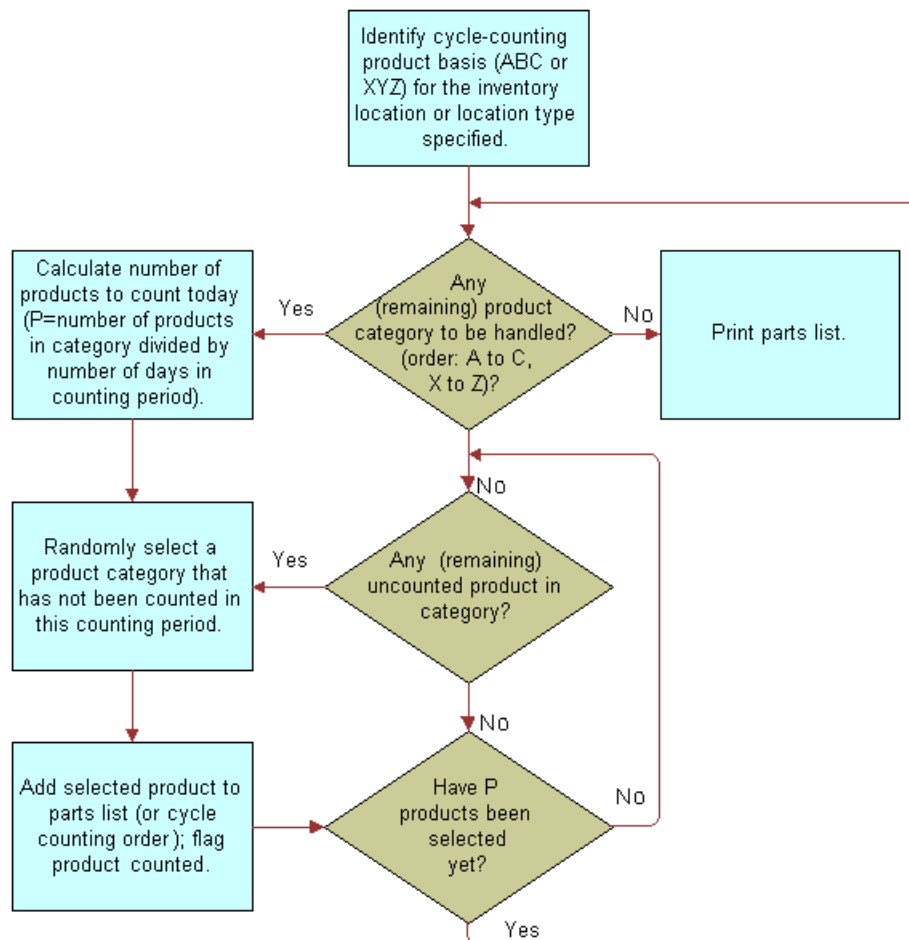 Identify cycle-counting
product basis (ABC or
XYZ) for the inventory
location or location type
specified.
Calculate number of
products to count today
(P=number of products
in category divided by
number of days in
counting period).
Yes
Any
(remaining) product
category to be handled?
(order: A to C,
X to Z)?
No
Print parts list.
No
Randomly select a
product category that
has not been counted in
this counting period.
Yes
Any (remaining)
uncounted product in
category?
No
Add selected product to
parts list (or cycle
counting order); flag
product counted.
Have P
products been
selected
yet?
No
Yes